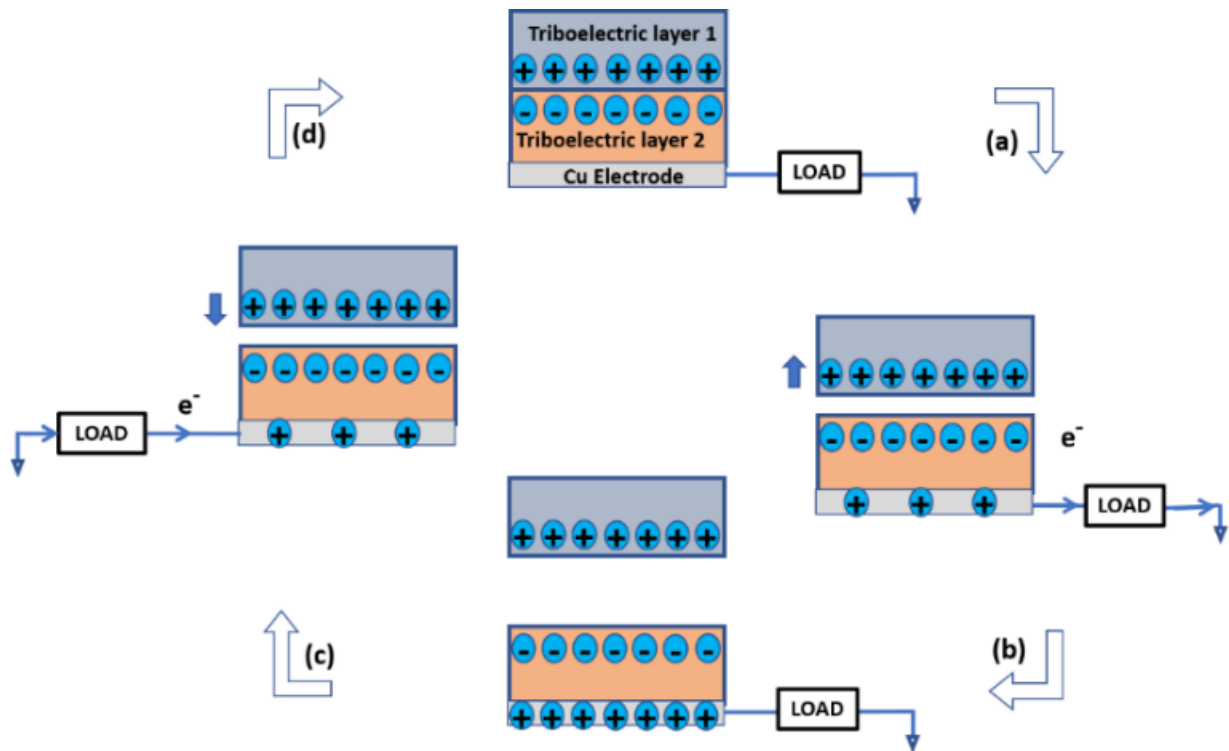 Triboelectric layer 1
+ + + + + + +
- - - - - - -
Triboelectric layer 2
Cu Electrode
LOAD
(d)
(a)
+ + + + + + +
- - - - - - -
e-
LOAD
+ + +
+ + + + + + +
- - - - - - -
e-
+ + +
LOAD
+ + + + + + +
- - - - - - -
+ + + + + + +
LOAD
(c)
(b)